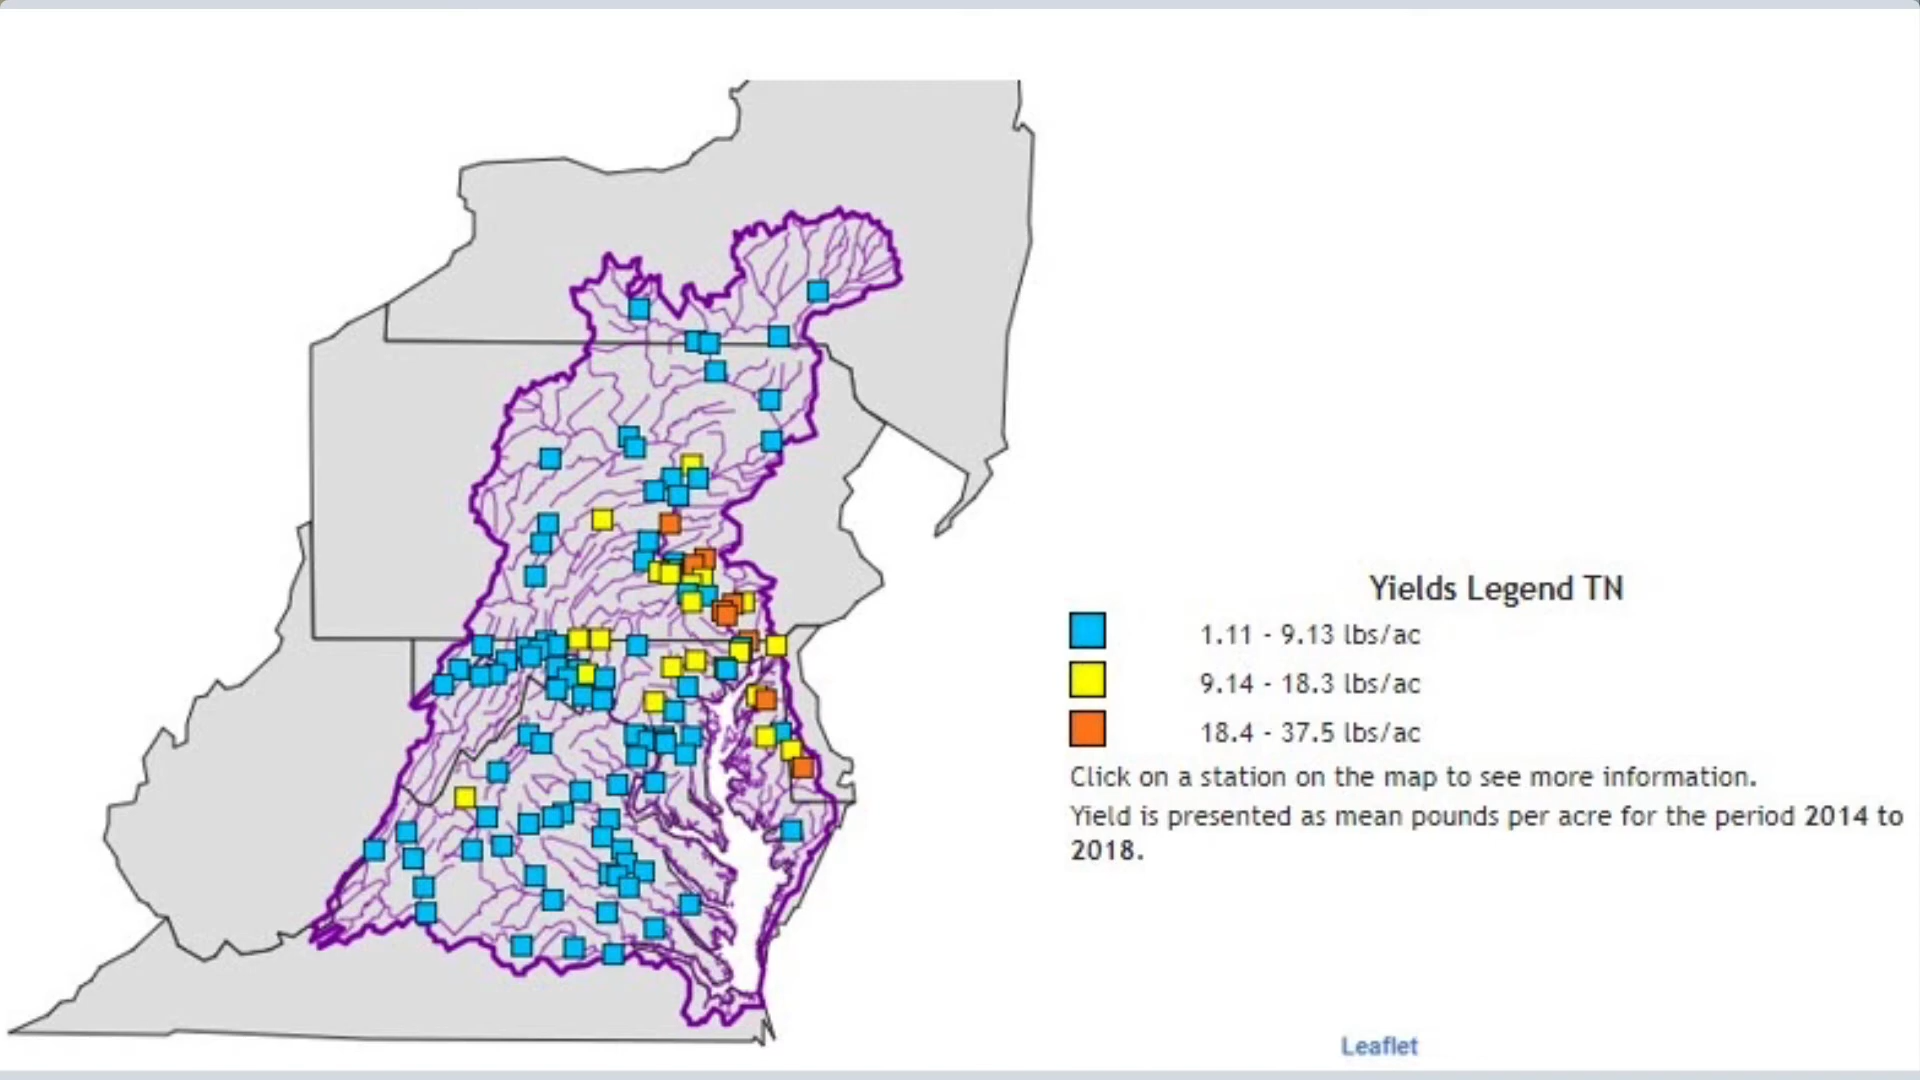 Yields Legend TN
1.11 - 9.13 lbs/ac
9.14 - 18.3 lbs/ac
18.4 - 37.5 lbs/ac
Click on a station on the map to see more information.
Yield is presented as mean pounds per acre for the period 2014 to
2018.
Leaflet